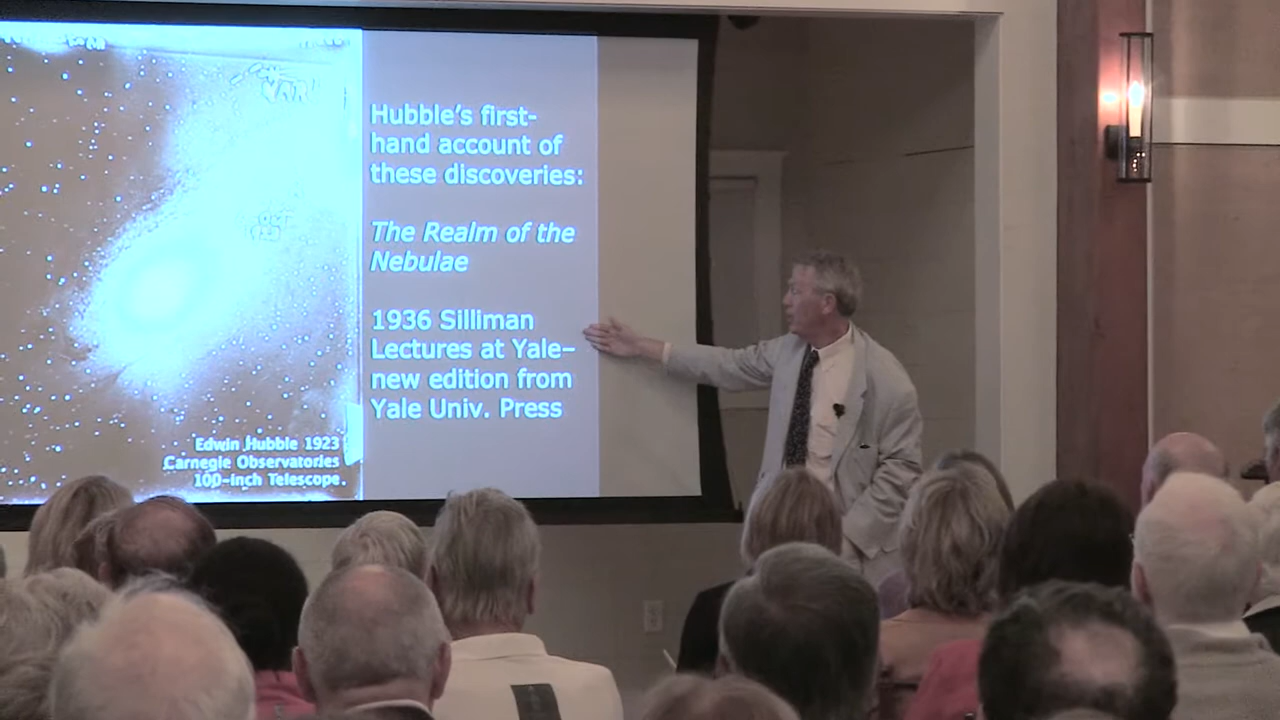 VAR!
Hubble's first-
hand account of
these discoveries:
The Realm of the
Nebulae
1936 Silliman
Lectures at Yale–
new edition from
Yale Univ. Press
Edwin Hubble 1923
Carnegie Observatories
100-inch Telescope.